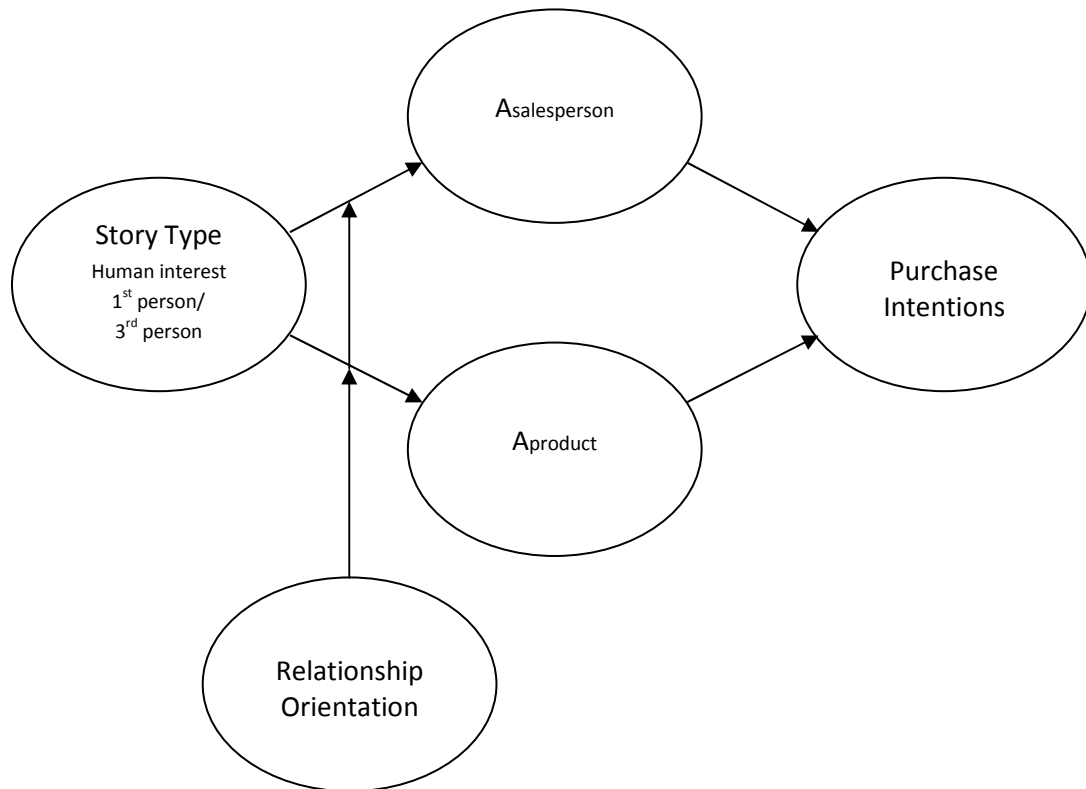 Asalesperson
Story Type
Human interest
1st person/
3rd person
Purchase
Intentions
Aproduct
Relationship
Orientation